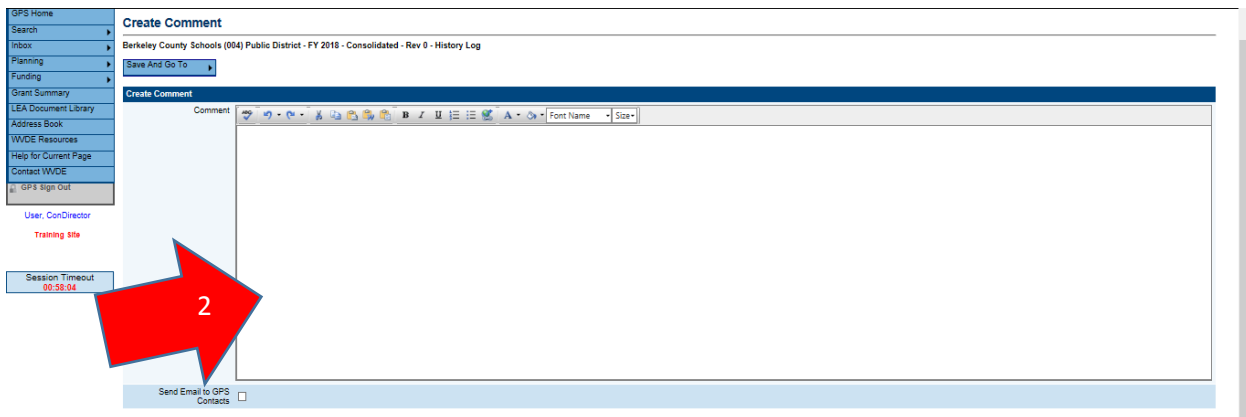 GPS Home
Search
Inbox
Planning
Funding
Grant Summary
LEA Document Library
Address Book
WVDE Resources
Help for Current Page
Contact WVDE
GPS Sign Out
User, ConDirector
Training Site
Session Timeout
00:58:04
Create Comment
Berkeley County Schools (004) Public District - FY 2018 - Consolidated - Rev 0 - History Log
Save And Go To
Create Comment
Comment
ABC
B I U A Font Name Size
2
Send Email to GPS
Contacts